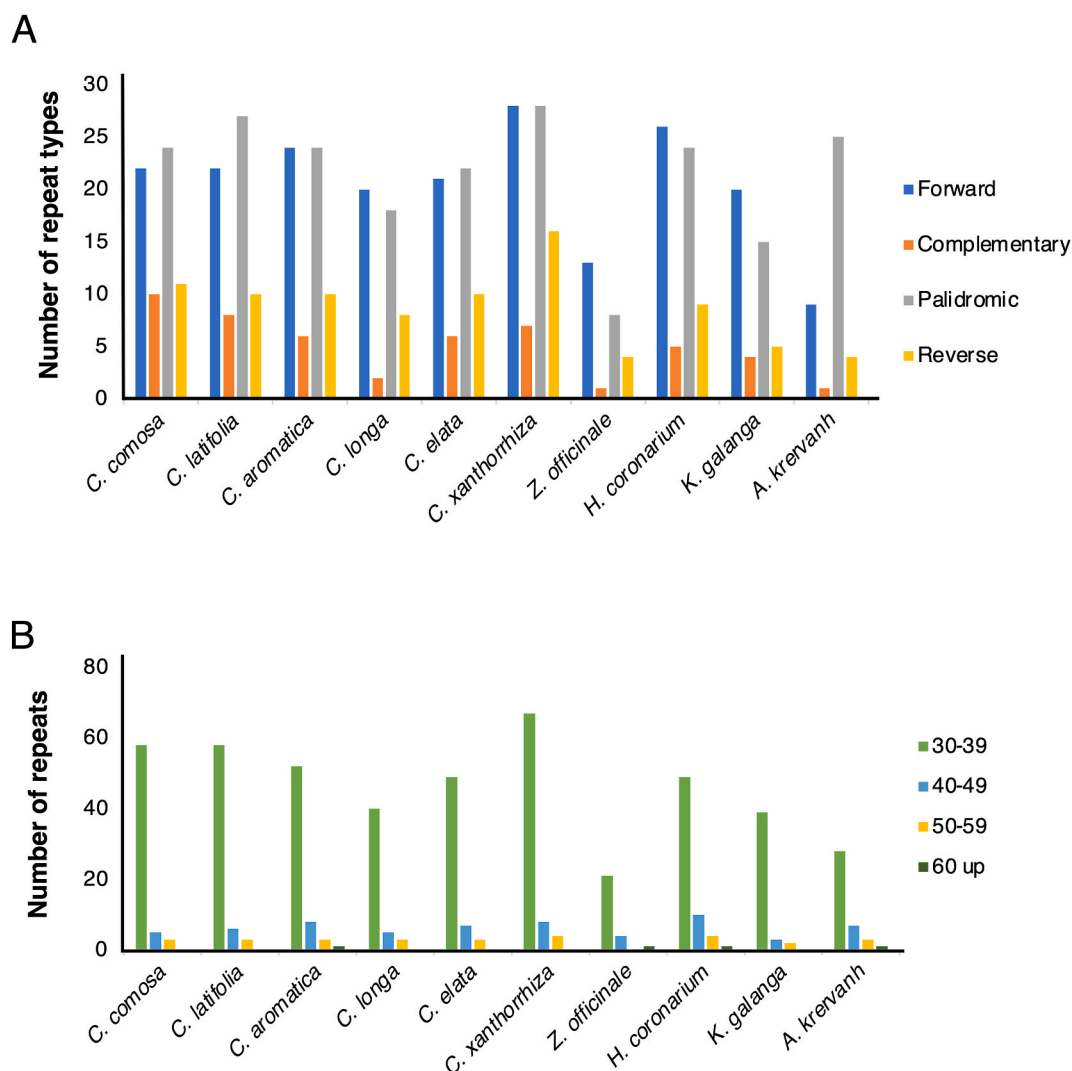 A
Number of repeat types
30
25
20
15
10
5
0
C. comosa
C. latifolia
C. aromatica
C. longa
C. elata
C. xanthorrhiza
Z. officinale
H. coronarium
K. galanga
A. krervanh
Forward
Complementary
Palidromic
Reverse
B
Number of repeats
80
60
40
20
0
C. comosa
C. latifolia
C. aromatica
C. longa
C. elata
C. xanthorrhiza
Z. officinale
H. coronarium
K. galanga
A. krervanh
30-39
40-49
50-59
60 up